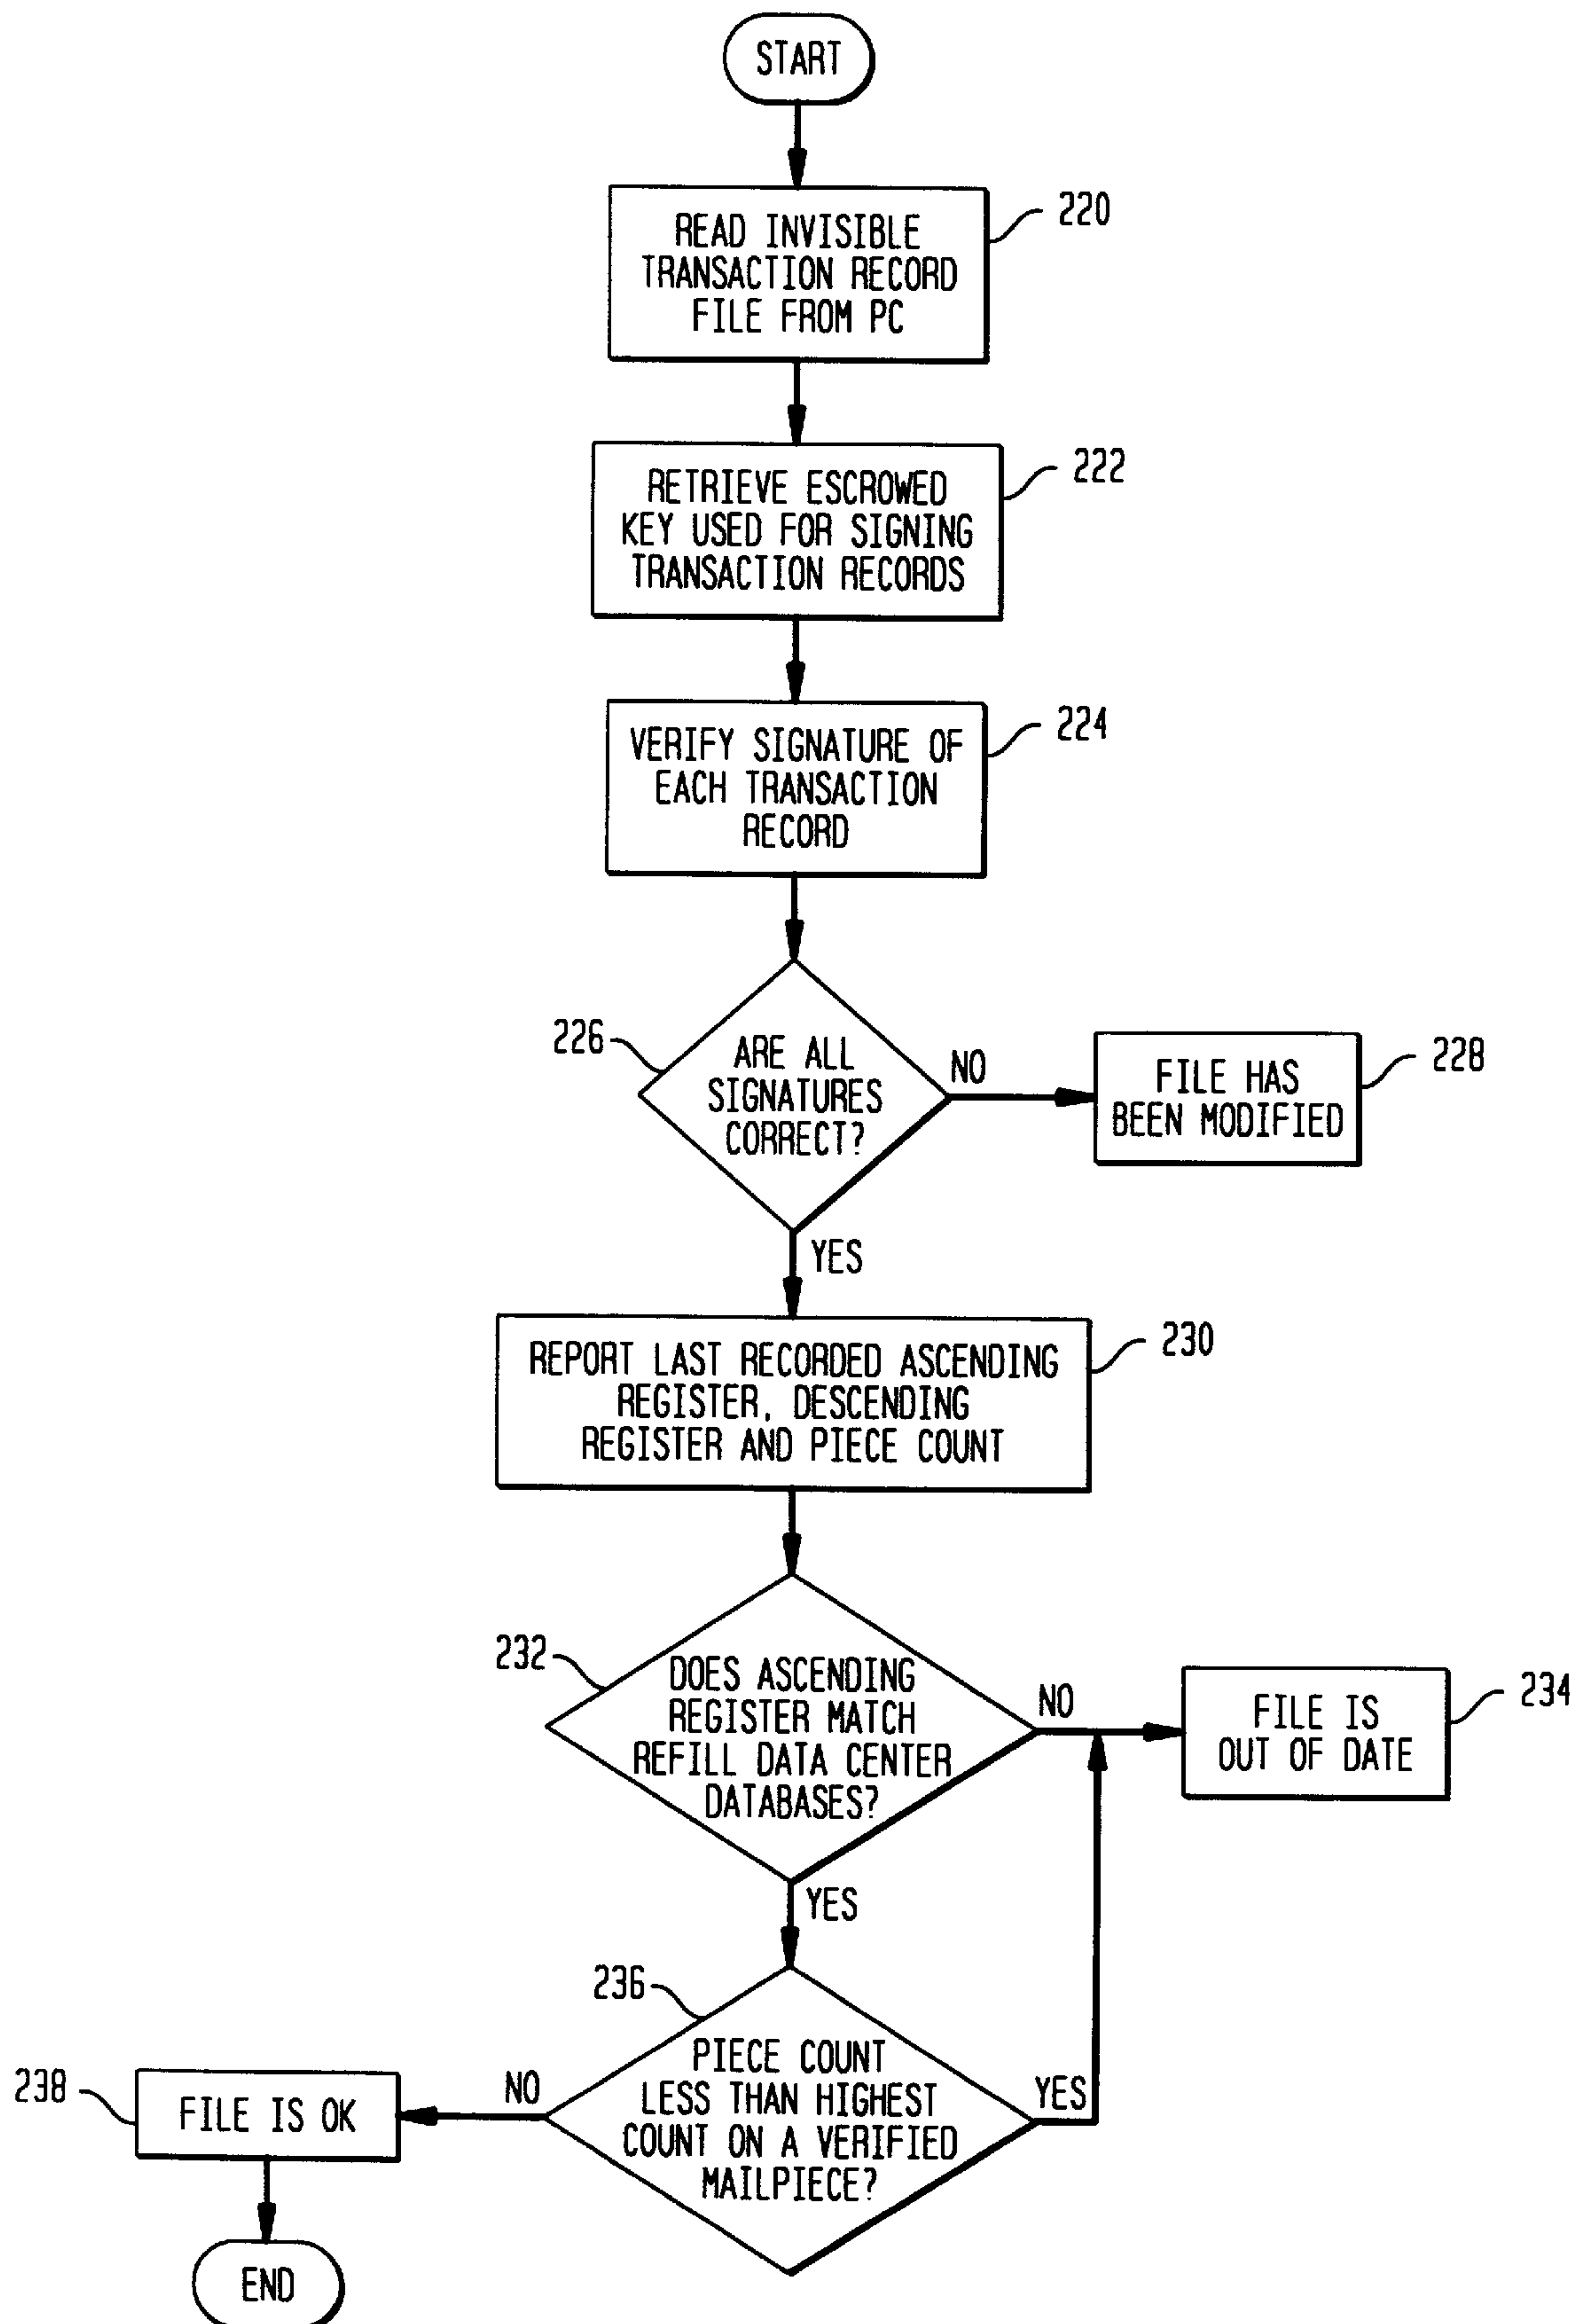 START
READ INVISIBLE
TRANSACTION RECORD
FILE FROM PC
220
RETRIEVE ESCROWED
KEY USED FOR SIGNING
TRANSACTION RECORDS
222
VERIFY SIGNATURE OF
EACH TRANSACTION
RECORD
224
226
ARE ALL
SIGNATURES
CORRECT?
NO
FILE HAS
BEEN MODIFIED
228
YES
REPORT LAST RECORDED ASCENDING
REGISTER, DESCENDING
REGISTER AND PIECE COUNT
230
232
DOES ASCENDING
REGISTER MATCH
REFILL DATA CENTER
DATABASES?
NO
FILE IS
OUT OF DATE
234
YES
236
PIECE COUNT
LESS THAN HIGHEST
COUNT ON A VERIFIED
MAILPIECE?
YES
NO
238
FILE IS OK
END